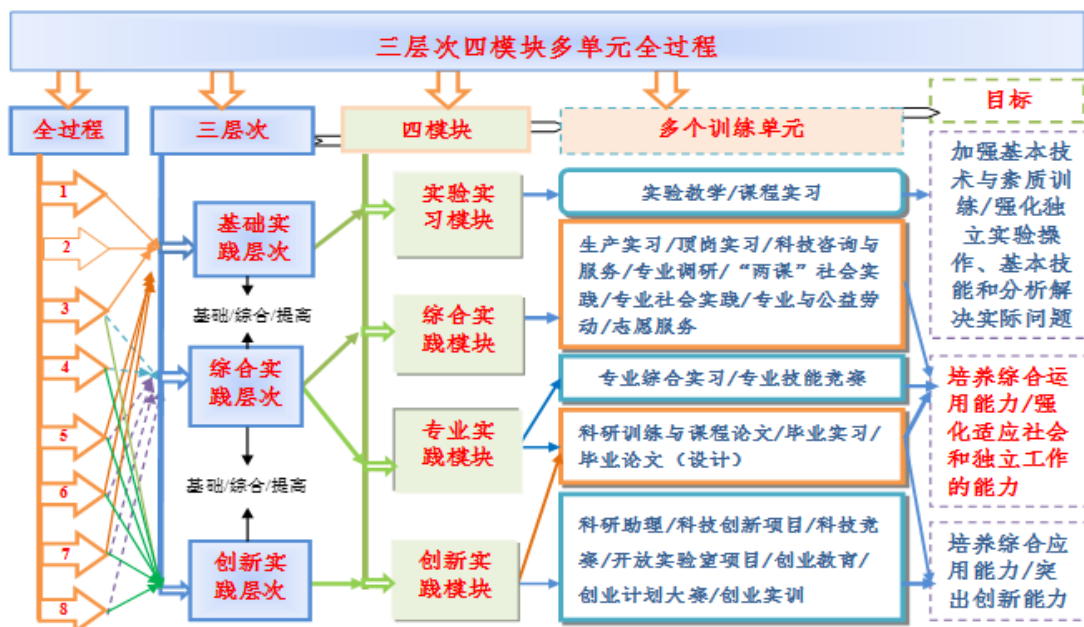 三层次四模块多单元全过程
全过程
三层次
四模块
多个训练单元
目标
1
2
3
4
5
6
7
8
基础实
践层次
基础/综合/提高
综合实
践层次
基础/综合/提高
创新实
践层次
实验实
习模块
综合实
践模块
专业实
践模块
创新实
践模块
实验教学/课程实习
生产实习/顶岗实习/科技咨询与
服务/专业调研/“两课”社会实
践/专业社会实践/专业与公益劳
动/志愿服务
专业综合实习/专业技能竞赛
科研训练与课程论文/毕业实习/
毕业论文（设计）
科研助理/科技创新项目/科技竞
赛/开放实验室项目/创业教育/
创业计划大赛/创业实训
加强基本技
术与素质训
练/强化独
立实验操
作、基本技
能和分析解
决实际问题
培养综合运
用能力/强
化适应社会
和独立工作
的能力
培养综合应
用能力/突
出创新能力